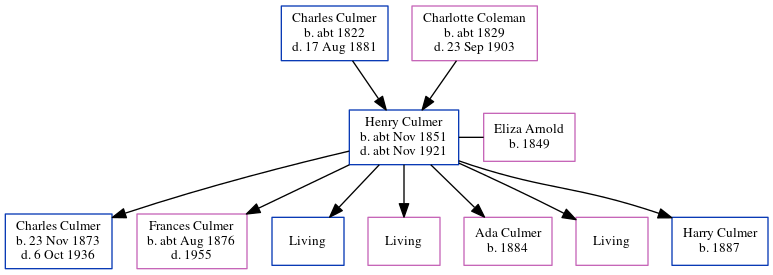 Charles Culmer
b. abt 1822
d. 17 Aug 1881
Charlotte Coleman
b. abt 1829
d. 23 Sep 1903
Henry Culmer
b. abt Nov 1851
d. abt Nov 1921
Eliza Arnold
b. 1849
Charles Culmer
b. 23 Nov 1873
d. 6 Oct 1936
Frances Culmer
b. abt Aug 1876
d. 1955
Living
Living
Ada Culmer
b. 1884
Living
Harry Culmer
b. 1887